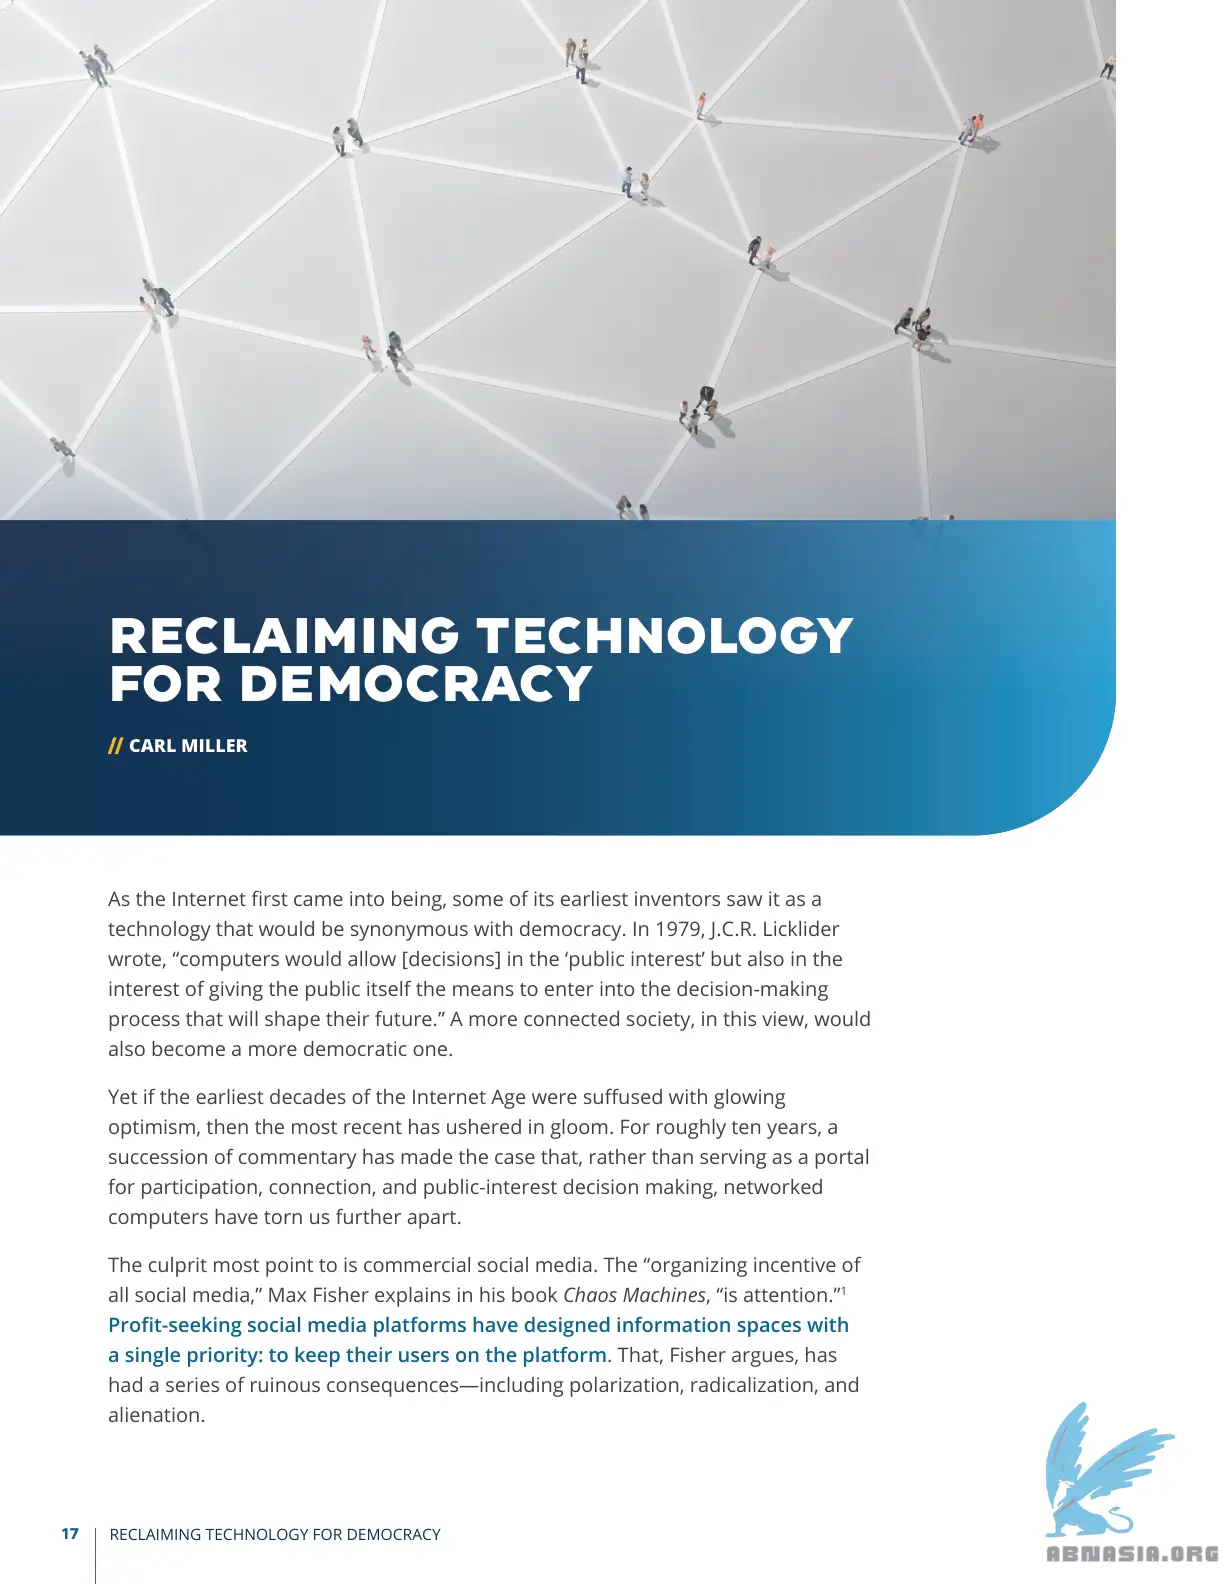 RECLAIMING TECHNOLOGY
FOR DEMOCRACY
// CARL MILLER
As the Internet first came into being, some of its earliest inventors saw it as a
technology that would be synonymous with democracy. In 1979, J.C.R. Licklider
wrote, “computers would allow [decisions] in the ‘public interest’ but also in the
interest of giving the public itself the means to enter into the decision-making
process that will shape their future.” A more connected society, in this view, would
also become a more democratic one.
Yet if the earliest decades of the Internet Age were suffused with glowing
optimism, then the most recent has ushered in gloom. For roughly ten years, a
succession of commentary has made the case that, rather than serving as a portal
for participation, connection, and public-interest decision making, networked
computers have torn us further apart.
The culprit most point to is commercial social media. The “organizing incentive of
all social media,” Max Fisher explains in his book Chaos Machines, “is attention.”1
Profit-seeking social media platforms have designed information spaces with
a single priority: to keep their users on the platform. That, Fisher argues, has
had a series of ruinous consequences—including polarization, radicalization, and
alienation.
17 RECLAIMING TECHNOLOGY FOR DEMOCRACY
ABNASIA.ORG